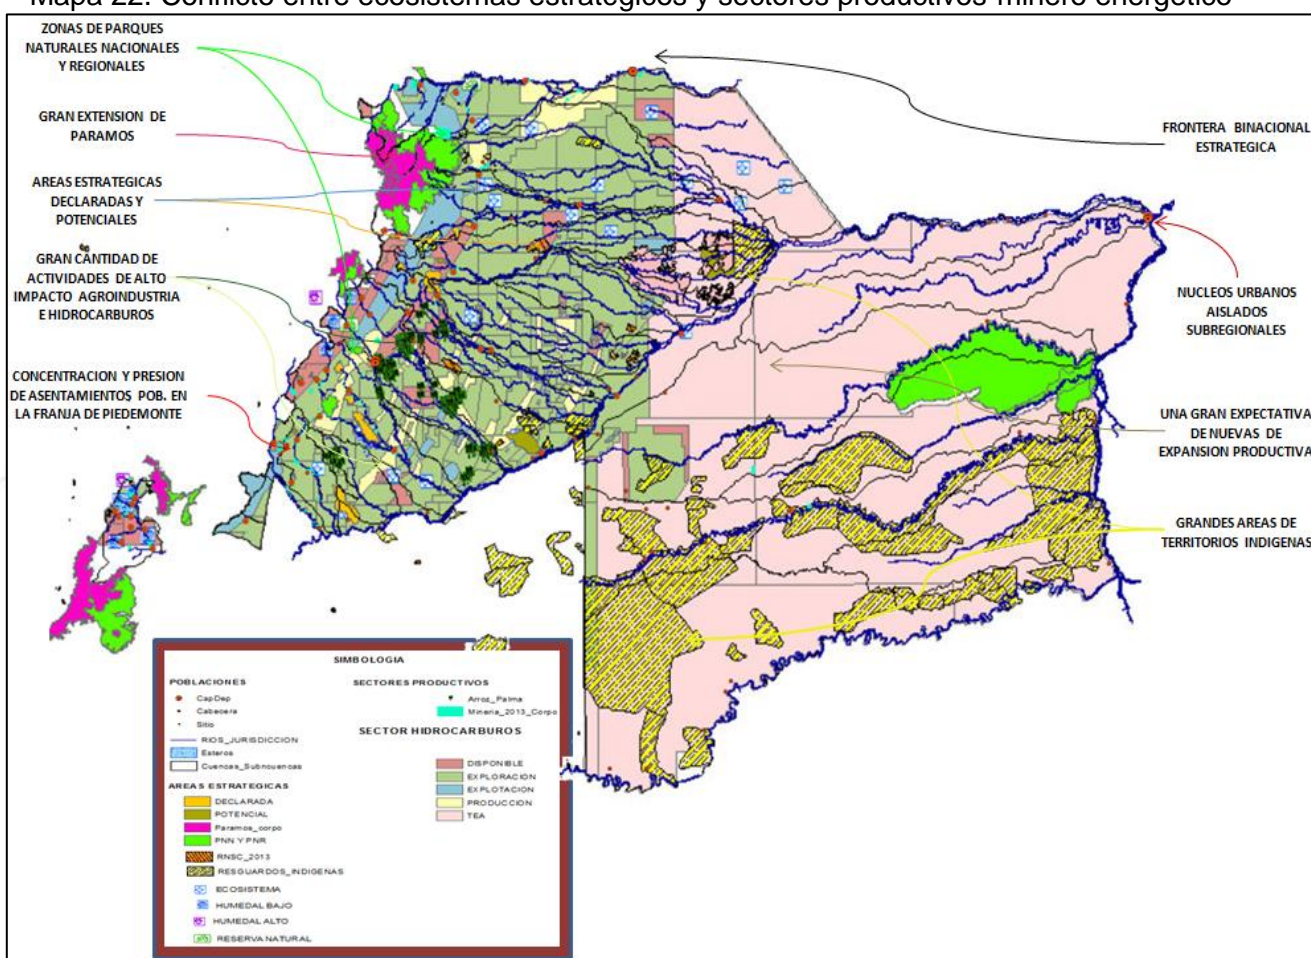 Mapa 22. Conflicto entre ecosistemas estratégicos y sectores productivos minero energético
ZONAS DE PARQUES
NATURALES NACIONALES
Y REGIONALES
GRAN EXTENSION DE
PARAMOS
AREAS ESTRATEGICAS
DECLARADAS Y
POTENCIALES
GRAN CANTIDAD DE
ACTIVIDADES DE ALTO
IMPACTO AGROINDUSTRIA
E HIDROCARBUROS
CONCENTRACION Y PRESION
DE ASENTAMIENTOS POB. EN
LA FRANJA DE PIEDEMONTE
FRONTERA BINACIONAL
ESTRATEGICA
NUCLEOS URBANOS
AISLADOS
SUBREGIONALES
UNA GRAN EXPECTATIVA
DE NUEVAS DE
EXPANSION PRODUCTIVA
GRANDES AREAS DE
TERRITORIOS INDIGENAS
SIMBOLOGIA
POBLACIONES
CapDep
Cabecera
Sitio
RIOS_JURISDICCION
Esteros
Cuencas_Subcuencas
AREAS ESTRATEGICAS
DECLARADA
POTENCIAL
Paramos_corpo
PNN Y PNR
RNSC_2013
RESGUARDOS_INDIGENAS
ECOSISTEMA
HUMEDAL BAJO
HUMEDAL ALTO
RESERVA NATURAL
SECTORES PRODUCTIVOS
Arroz_Palma
Mineria_2013_Corpo
SECTOR HIDROCARBUROS
DISPONIBLE
EXPLORACION
EXPLOTACION
PRODUCCION
TEA